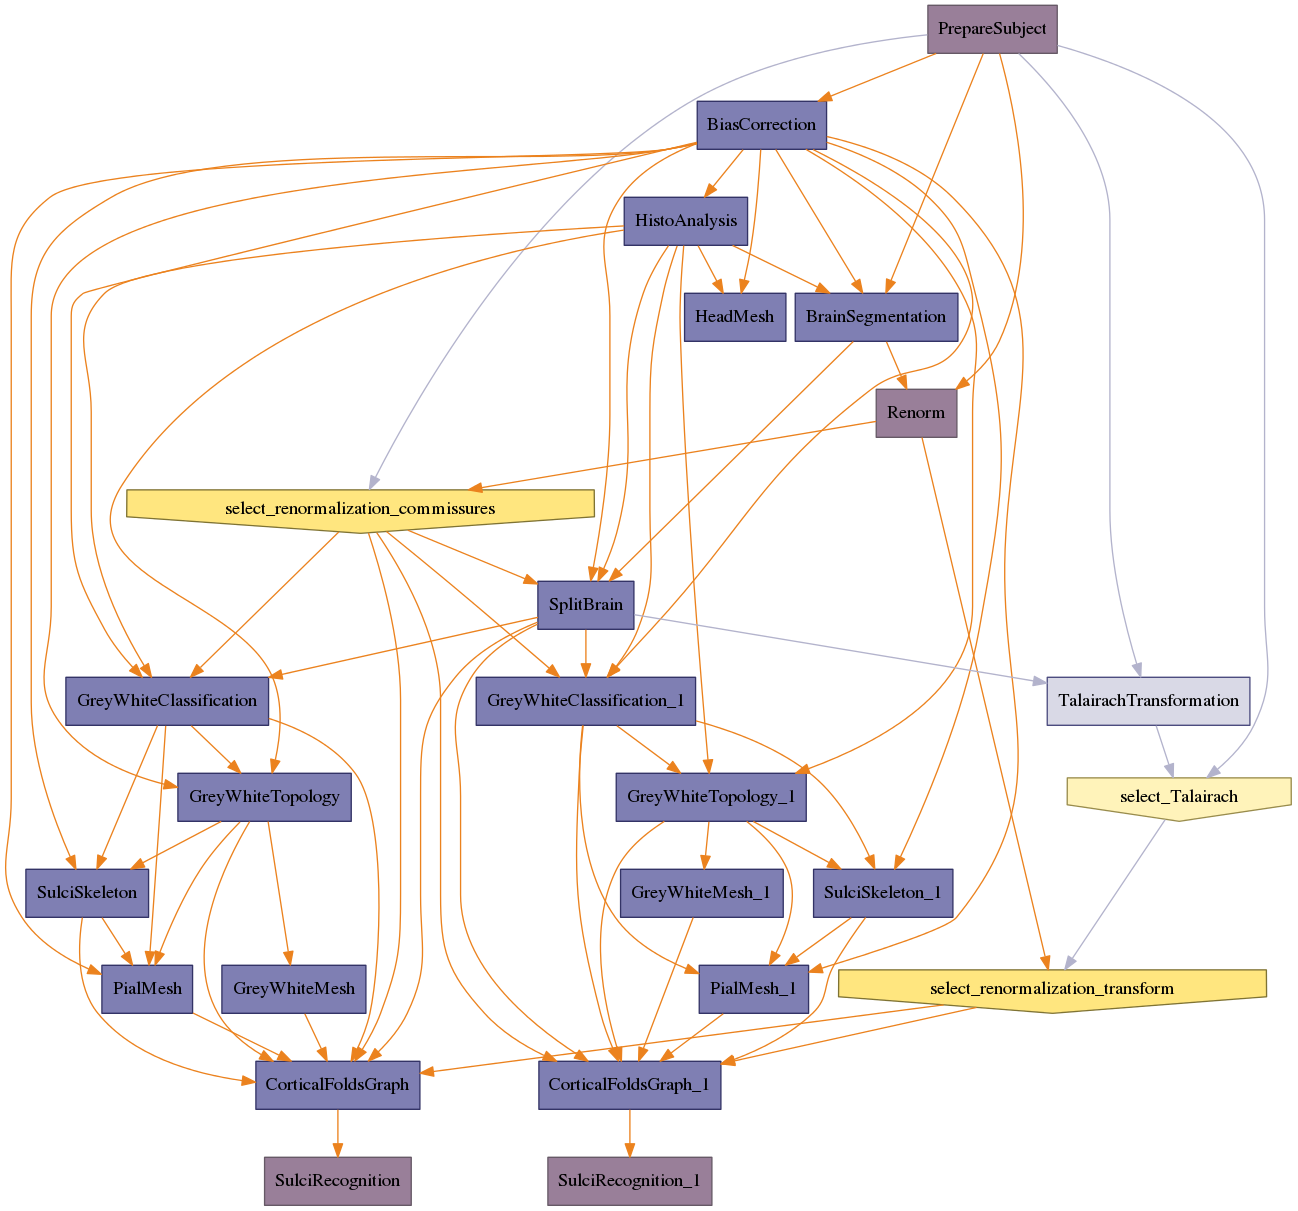 PrepareSubject
BiasCorrection
HistoAnalysis
HeadMesh
BrainSegmentation
Renorm
select_renormalization_commissures
SplitBrain
GreyWhiteClassification
GreyWhiteClassification_1
TalairachTransformation
GreyWhiteTopology
GreyWhiteTopology_1
select_Talairach
SulciSkeleton
GreyWhiteMesh_1
SulciSkeleton_1
PialMesh
GreyWhiteMesh
PialMesh_1
select_renormalization_transform
CorticalFoldsGraph
CorticalFoldsGraph_1
SulciRecognition
SulciRecognition_1